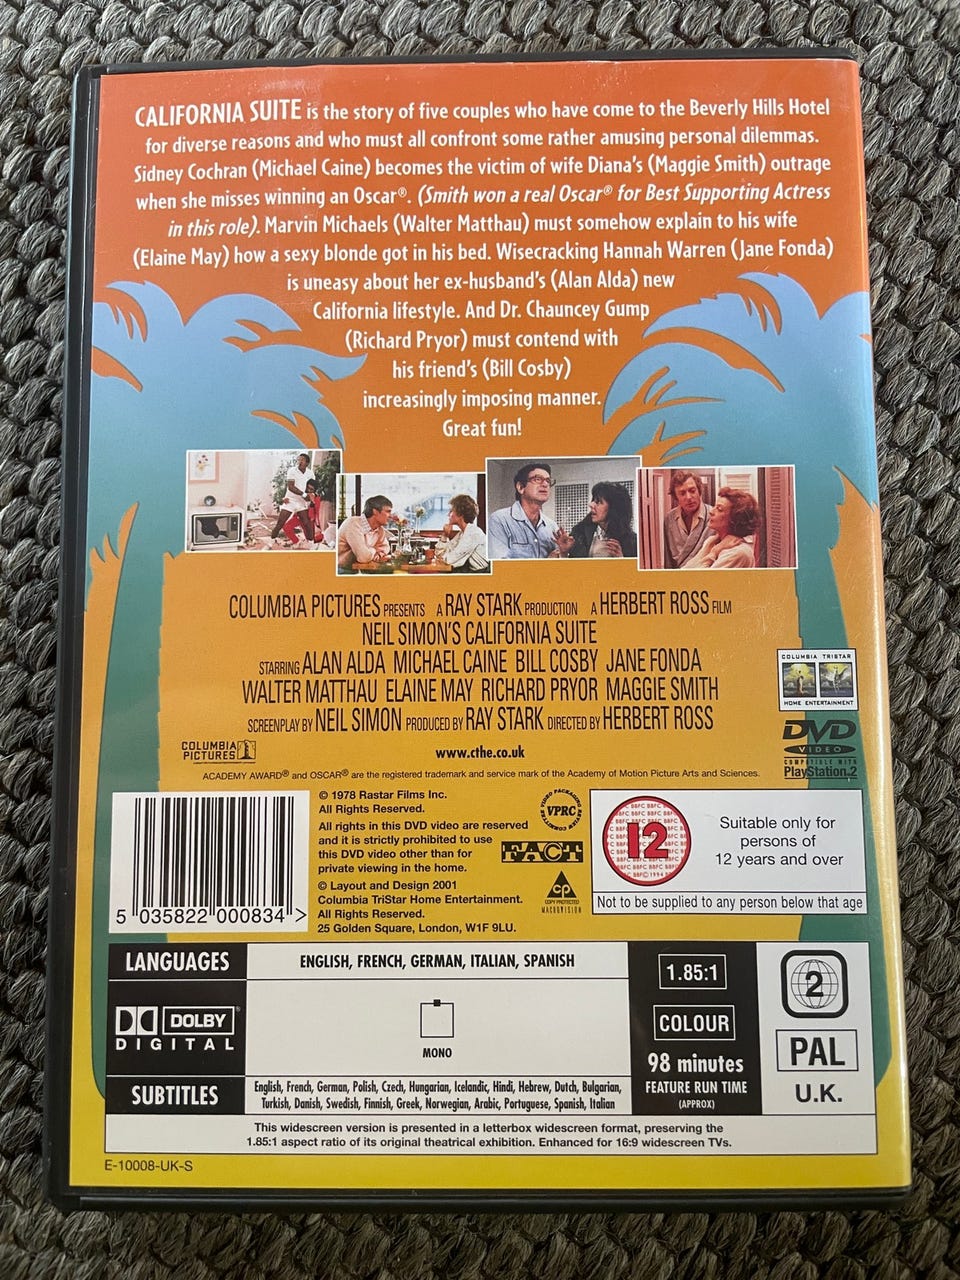 CALIFORNIA SUITE is the story of five couples who have come to the Beverly Hills Hotel
for diverse reasons and who must all confront some rather amusing personal dilemmas.
Sidney Cochran (Michael Caine) becomes the victim of wife Diana's (Maggie Smith) outrage
when she misses winning an Oscar®. (Smith won a real Oscar® for Best Supporting Actress
in this role). Marvin Michaels (Walter Matthau) must somehow explain to his wife
(Elaine May) how a sexy blonde got in his bed. Wisecracking Hannah Warren (Jane Fonda)
is uneasy about her ex-husband's (Alan Alda) new
California lifestyle. And Dr. Chauncey Gump
(Richard Pryor) must contend with
his friend's (Bill Cosby)
increasingly imposing manner.
Great fun!
COLUMBIA PICTURES PRESENTS A RAY STARK PRODUCTION A HERBERT ROSS FILM
NEIL SIMON'S CALIFORNIA SUITE
STARRING ALAN ALDA MICHAEL CAINE BILL COSBY JANE FONDA
WALTER MATTHAU ELAINE MAY RICHARD PRYOR MAGGIE SMITH
SCREENPLAY BY NEIL SIMON PRODUCED BY RAY STARK DIRECTED BY HERBERT ROSS
COLUMBIA TRISTAR
HOME ENTERTAINMENT
DVD
VIDEO
COMPATIBLE WITH
PlayStation.2
COLUMBIA
PICTURES
www.cthe.co.uk
ACADEMY AWARD® and OSCAR® are the registered trademark and service mark of the Academy of Motion Picture Arts and Sciences.
5 035822 000834 >
© 1978 Rastar Films Inc.
All Rights Reserved.
All rights in this DVD video are reserved
and it is strictly prohibited to use
this DVD video other than for
private viewing in the home.
© Layout and Design 2001
Columbia TriStar Home Entertainment.
All Rights Reserved.
25 Golden Square, London, W1F 9LU.
VIDEO PACKAGING REVIEW COMMITTEE
VPRC
FACT
CP
COPY PROTECTED
MACROVISION
12
Suitable only for
persons of
12 years and over
Not to be supplied to any person below that age
LANGUAGES
ENGLISH, FRENCH, GERMAN, ITALIAN, SPANISH
DOLBY
DIGITAL
MONO
SUBTITLES
English, French, German, Polish, Czech, Hungarian, Icelandic, Hindi, Hebrew, Dutch, Bulgarian,
Turkish, Danish, Swedish, Finnish, Greek, Norwegian, Arabic, Portuguese, Spanish, Italian
1.85:1
COLOUR
98 minutes
FEATURE RUN TIME
(APPROX)
2
PAL
U.K.
This widescreen version is presented in a letterbox widescreen format, preserving the
1.85:1 aspect ratio of its original theatrical exhibition. Enhanced for 16:9 widescreen TVs.
E-10008-UK-S